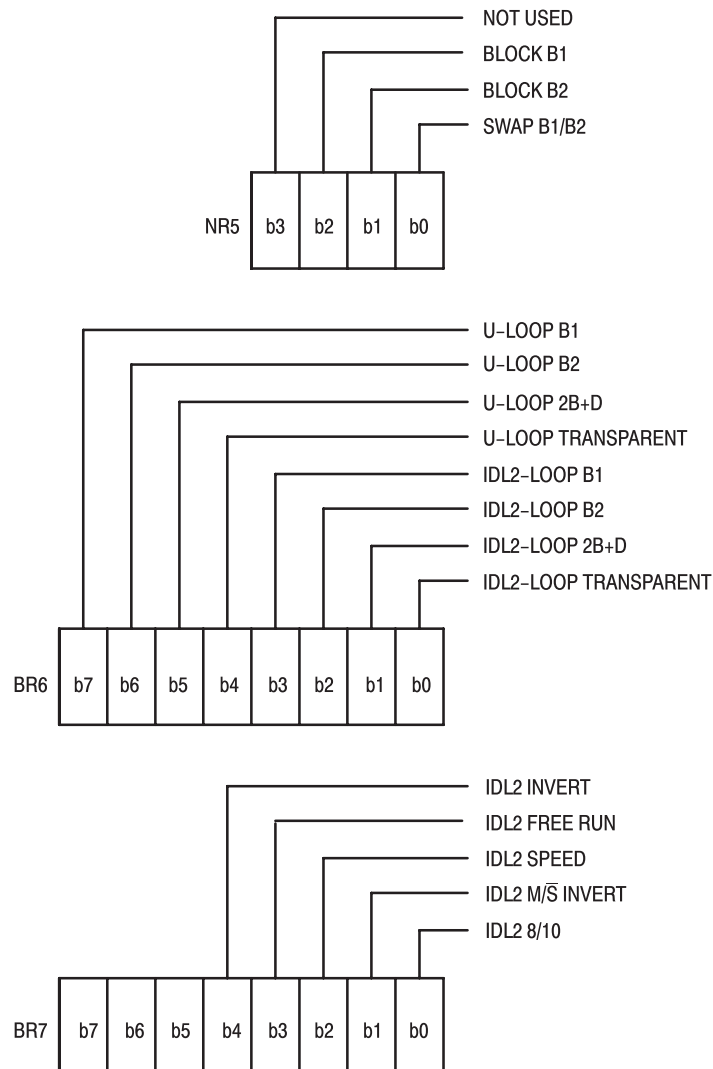 NOT USED
BLOCK B1
BLOCK B2
SWAP B1/B2
NR5 b3 b2 b1 b0
U–LOOP B1
U–LOOP B2
U–LOOP 2B+D
U–LOOP TRANSPARENT
IDL2–LOOP B1
IDL2–LOOP B2
IDL2–LOOP 2B+D
IDL2–LOOP TRANSPARENT
BR6 b7 b6 b5 b4 b3 b2 b1 b0
IDL2 INVERT
IDL2 FREE RUN
IDL2 SPEED
IDL2 M/S̅ INVERT
IDL2 8/10
BR7 b7 b6 b5 b4 b3 b2 b1 b0